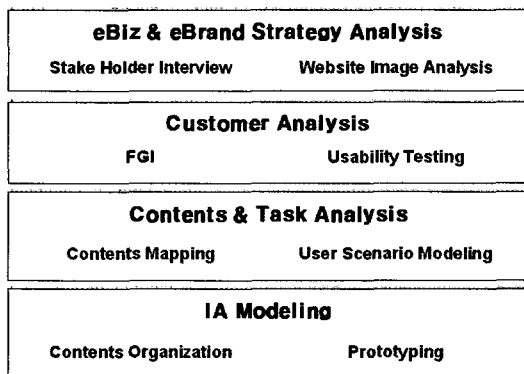 eBiz & eBrand Strategy Analysis
Stake Holder Interview Website Image Analysis
Customer Analysis
FGI Usability Testing
Contents & Task Analysis
Contents Mapping User Scenario Modeling
IA Modeling
Contents Organization Prototyping